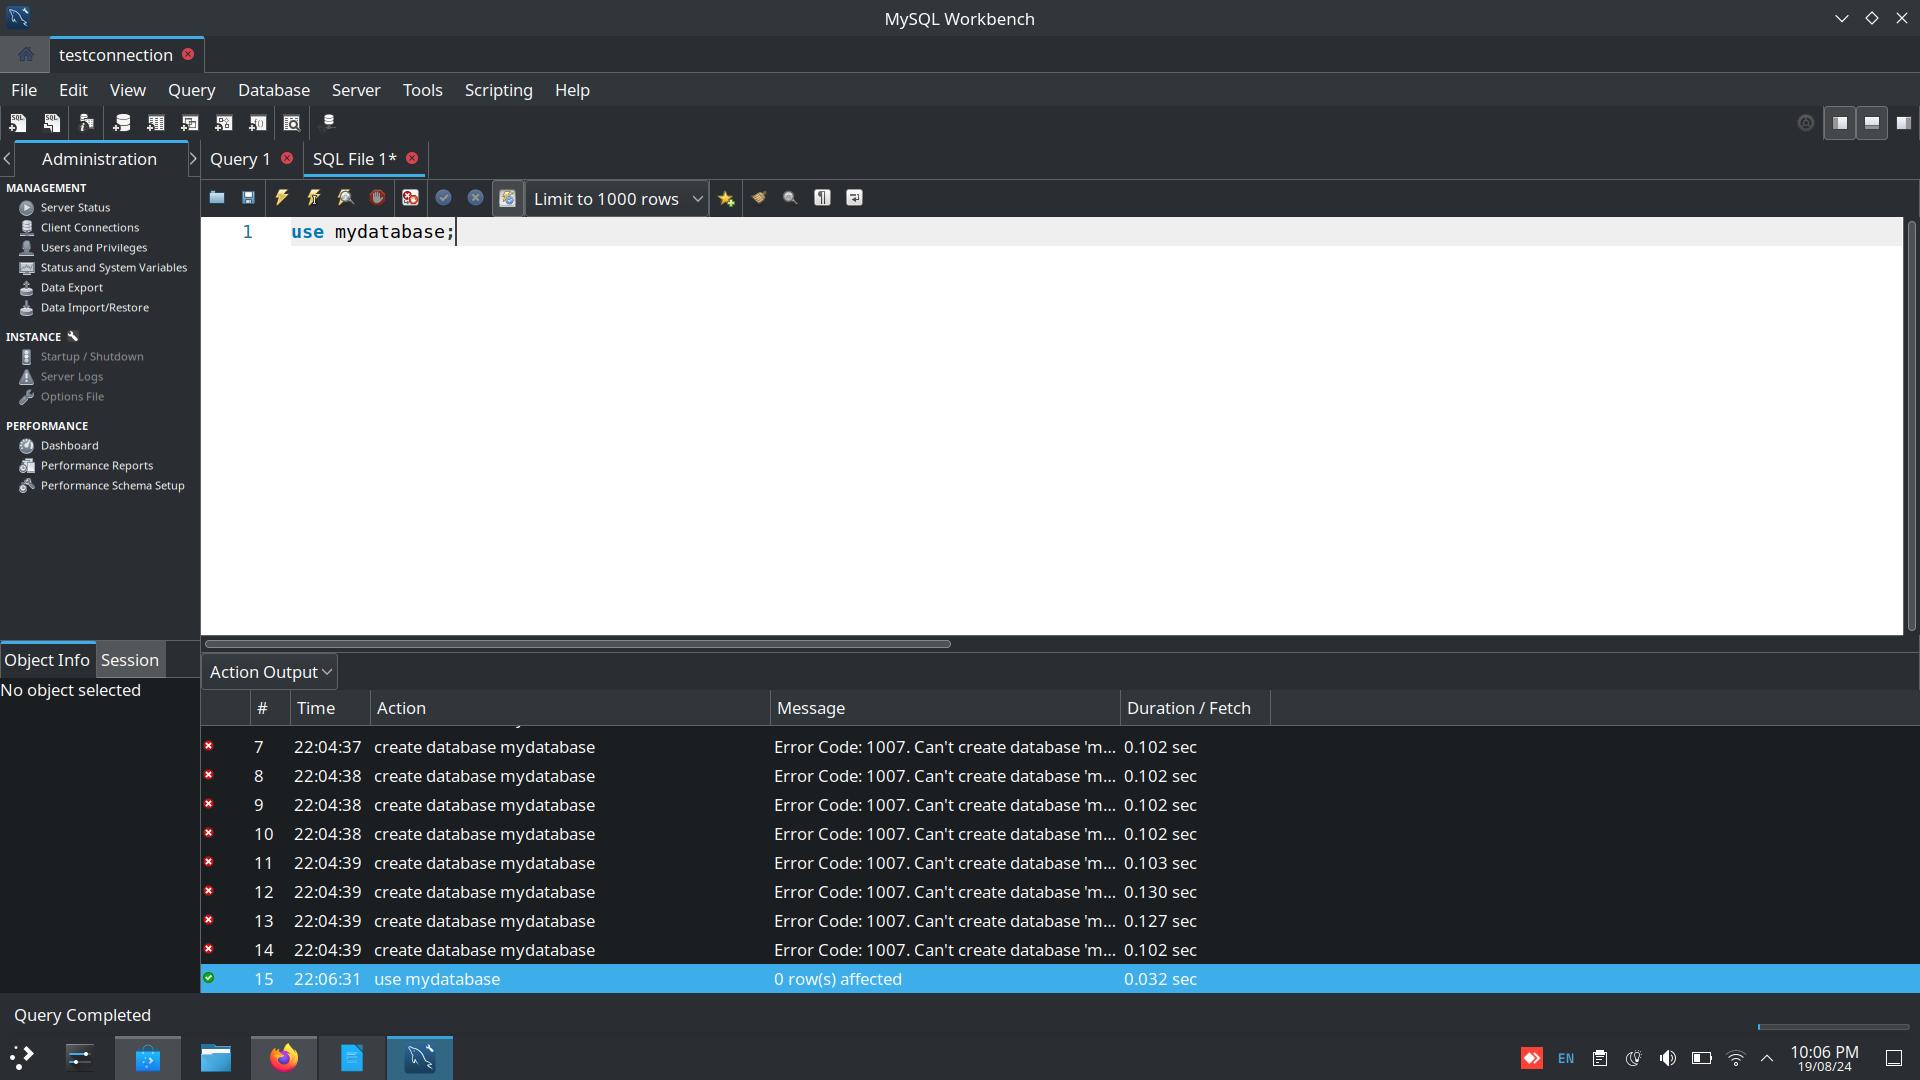 MySQL Workbench
testconnection
File Edit View Query Database Server Tools Scripting Help
Administration
Query 1
SQL File 1*
MANAGEMENT
Server Status
Client Connections
Users and Privileges
Status and System Variables
Data Export
Data Import/Restore
INSTANCE
Startup / Shutdown
Server Logs
Options File
PERFORMANCE
Dashboard
Performance Reports
Performance Schema Setup
Limit to 1000 rows
1 use mydatabase;
Object Info Session
No object selected
Action Output
# Time Action Message Duration / Fetch
7 22:04:37 create database mydatabase Error Code: 1007. Can't create database 'm... 0.102 sec
8 22:04:38 create database mydatabase Error Code: 1007. Can't create database 'm... 0.102 sec
9 22:04:38 create database mydatabase Error Code: 1007. Can't create database 'm... 0.102 sec
10 22:04:38 create database mydatabase Error Code: 1007. Can't create database 'm... 0.102 sec
11 22:04:39 create database mydatabase Error Code: 1007. Can't create database 'm... 0.103 sec
12 22:04:39 create database mydatabase Error Code: 1007. Can't create database 'm... 0.130 sec
13 22:04:39 create database mydatabase Error Code: 1007. Can't create database 'm... 0.127 sec
14 22:04:39 create database mydatabase Error Code: 1007. Can't create database 'm... 0.102 sec
15 22:06:31 use mydatabase 0 row(s) affected 0.032 sec
Query Completed
EN
10:06 PM
19/08/24